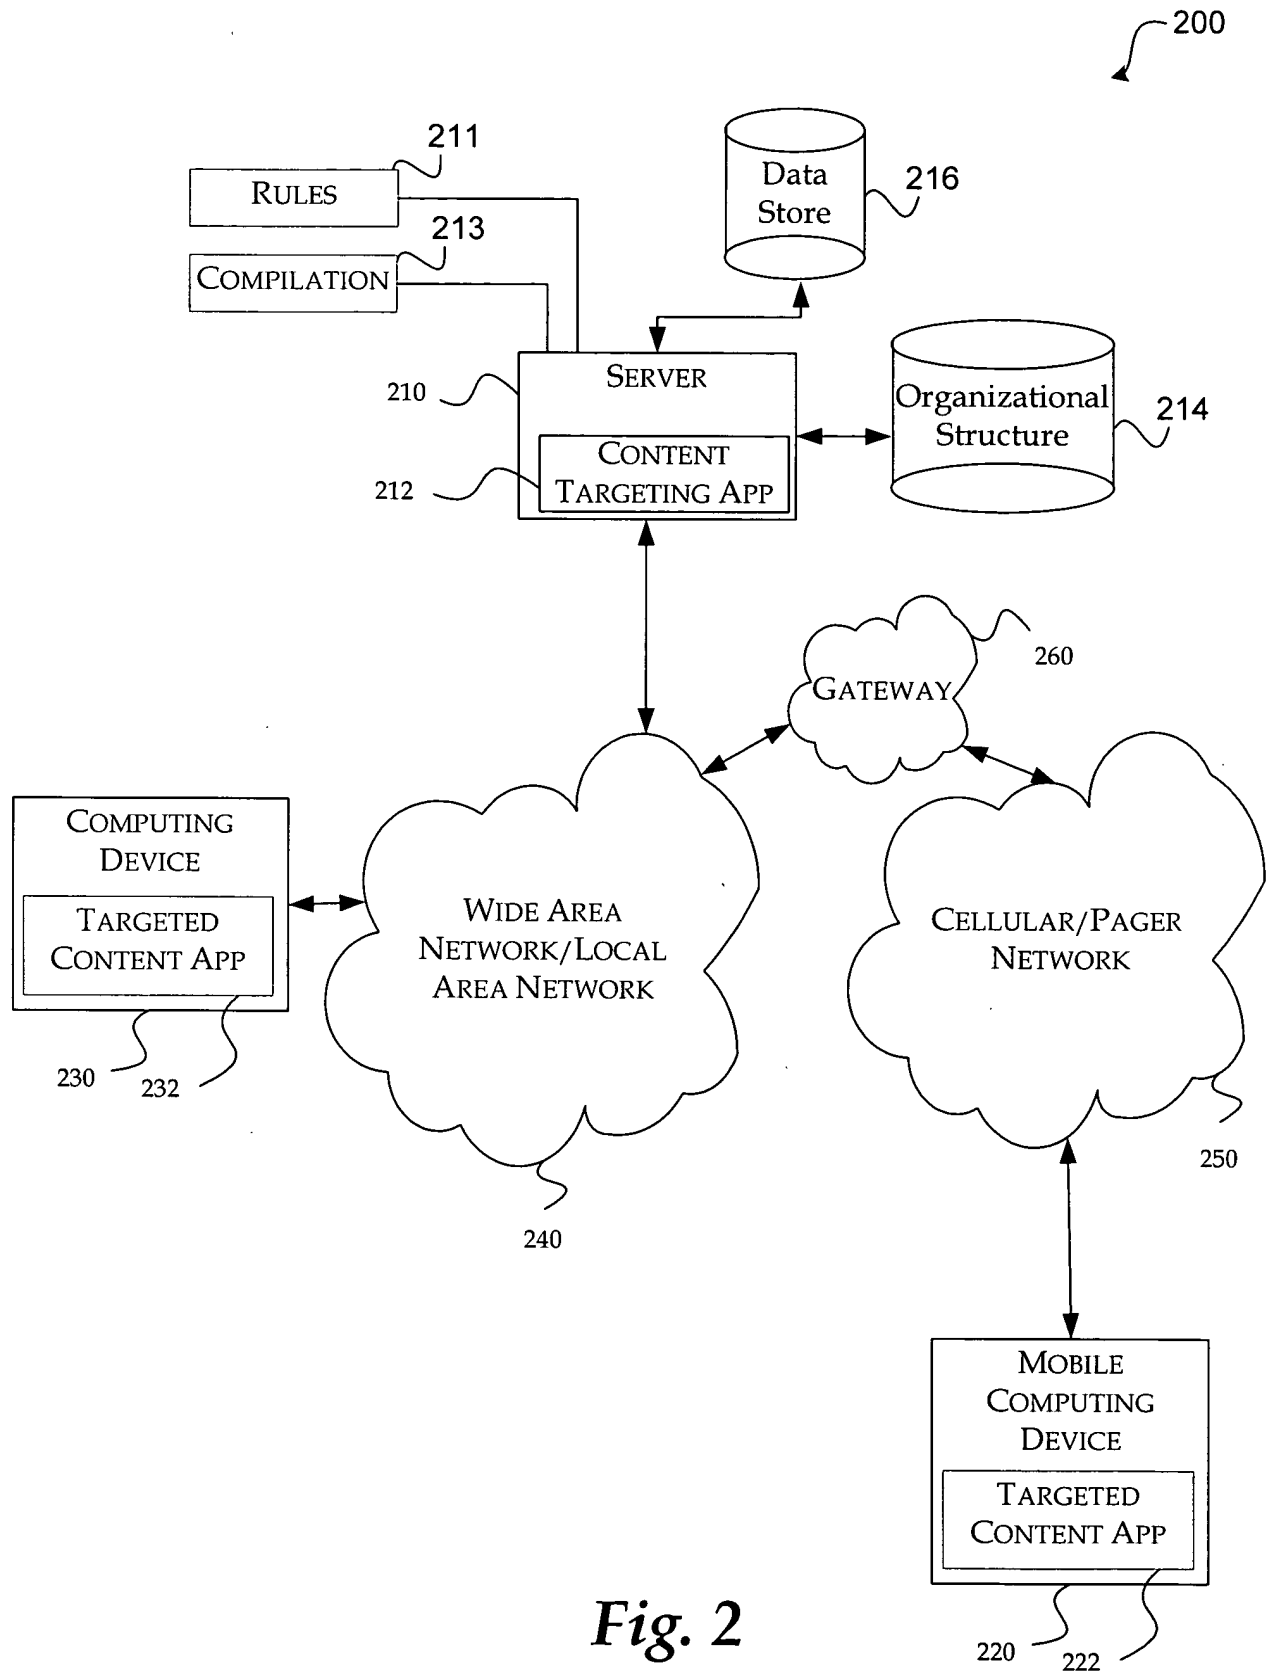 200
211
RULES
213
COMPILATION
Data
Store
216
SERVER
210
CONTENT
TARGETING APP
212
Organizational
Structure
214
GATEWAY
260
COMPUTING
DEVICE
TARGETED
CONTENT APP
230
232
WIDE AREA
NETWORK/LOCAL
AREA NETWORK
240
CELLULAR/PAGER
NETWORK
250
MOBILE
COMPUTING
DEVICE
TARGETED
CONTENT APP
220
222
Fig. 2